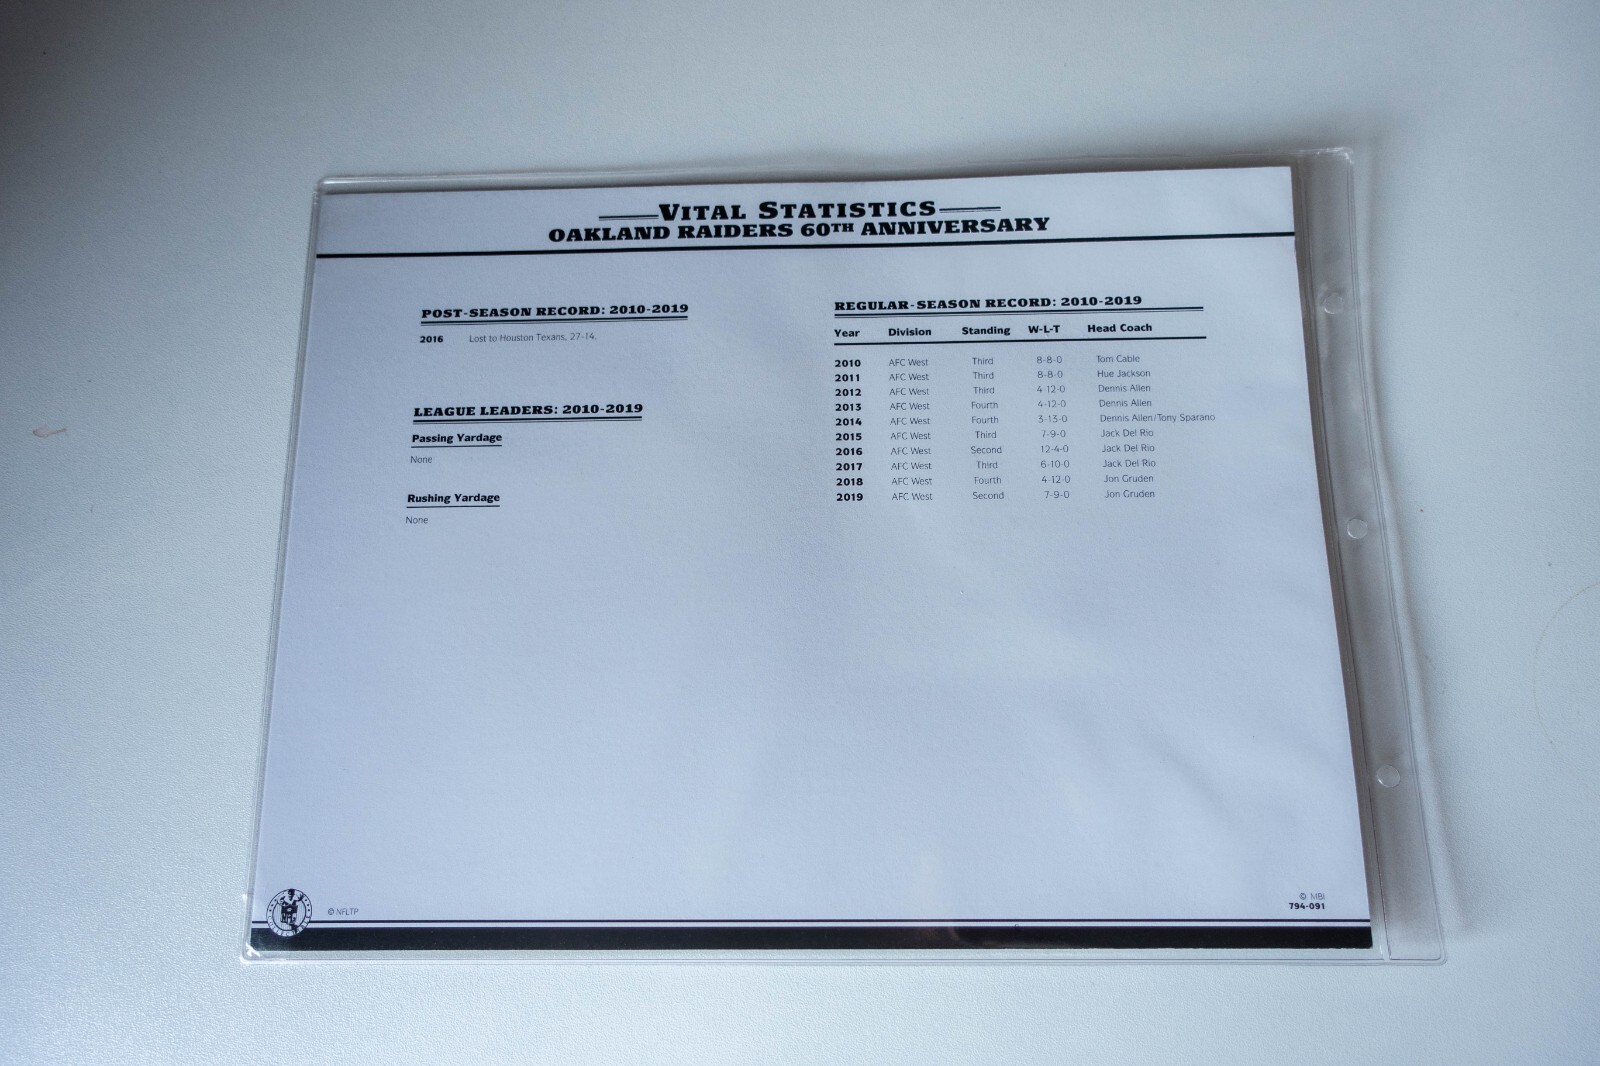 VITAL STATISTICS
OAKLAND RAIDERS 60TH ANNIVERSARY
POST-SEASON RECORD: 2010-2019
2016 Lost to Houston Texans, 27-14.
LEAGUE LEADERS: 2010-2019
Passing Yardage
None
Rushing Yardage
None
REGULAR-SEASON RECORD: 2010-2019
Year Division Standing W-L-T Head Coach
2010 AFC West Third 8-8-0 Tom Cable
2011 AFC West Third 8-8-0 Hue Jackson
2012 AFC West Third 4-12-0 Dennis Allen
2013 AFC West Fourth 4-12-0 Dennis Allen
2014 AFC West Fourth 3-13-0 Dennis Allen/Tony Sparano
2015 AFC West Third 7-9-0 Jack Del Rio
2016 AFC West Second 12-4-0 Jack Del Rio
2017 AFC West Third 6-10-0 Jack Del Rio
2018 AFC West Fourth 4-12-0 Jon Gruden
2019 AFC West Second 7-9-0 Jon Gruden
© NFLTP
© MBI
794-091